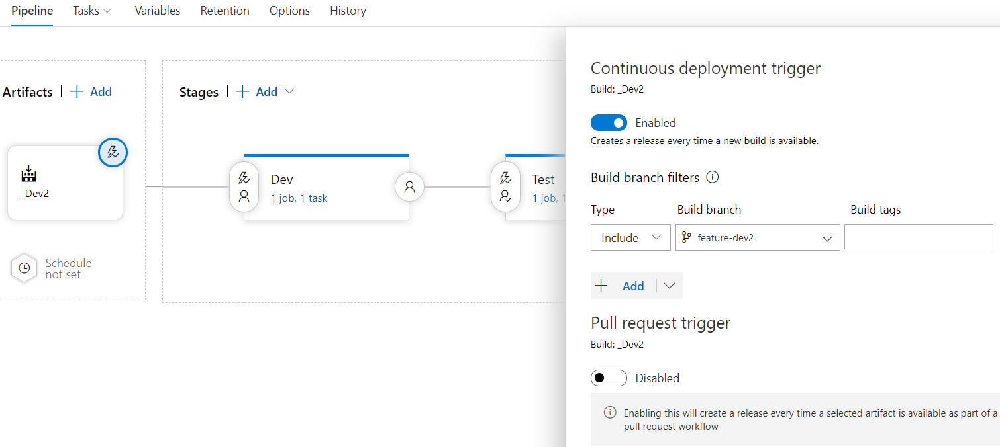 Pipeline Tasks Variables Retention Options History
Artifacts | Add
_Dev2
Schedule
not set
Stages | Add
Dev
1 job, 1 task
Test
1 job, 1
Continuous deployment trigger
Build: _Dev2
Enabled
Creates a release every time a new build is available.
Build branch filters
Type Build branch Build tags
Include feature-dev2
Add
Pull request trigger
Build: _Dev2
Disabled
Enabling this will create a release every time a selected artifact is available as part of a
pull request workflow